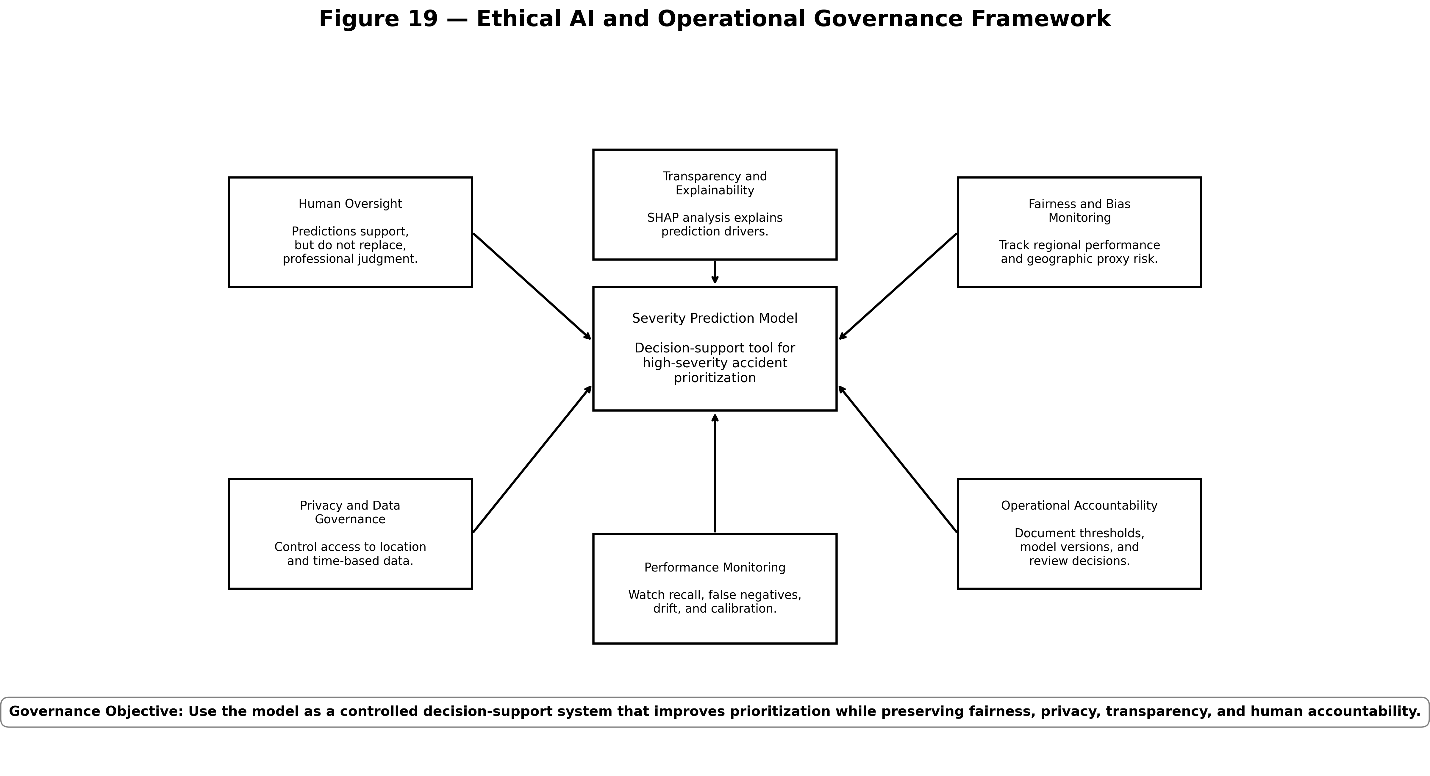 Figure 19 — Ethical AI and Operational Governance Framework
Transparency and
Explainability
SHAP analysis explains
prediction drivers.
Human Oversight
Predictions support,
but do not replace,
professional judgment.
Fairness and Bias
Monitoring
Track regional performance
and geographic proxy risk.
Severity Prediction Model
Decision-support tool for
high-severity accident
prioritization
Privacy and Data
Governance
Control access to location
and time-based data.
Performance Monitoring
Watch recall, false negatives,
drift, and calibration.
Operational Accountability
Document thresholds,
model versions, and
review decisions.
Governance Objective: Use the model as a controlled decision-support system that improves prioritization while preserving fairness, privacy, transparency, and human accountability.